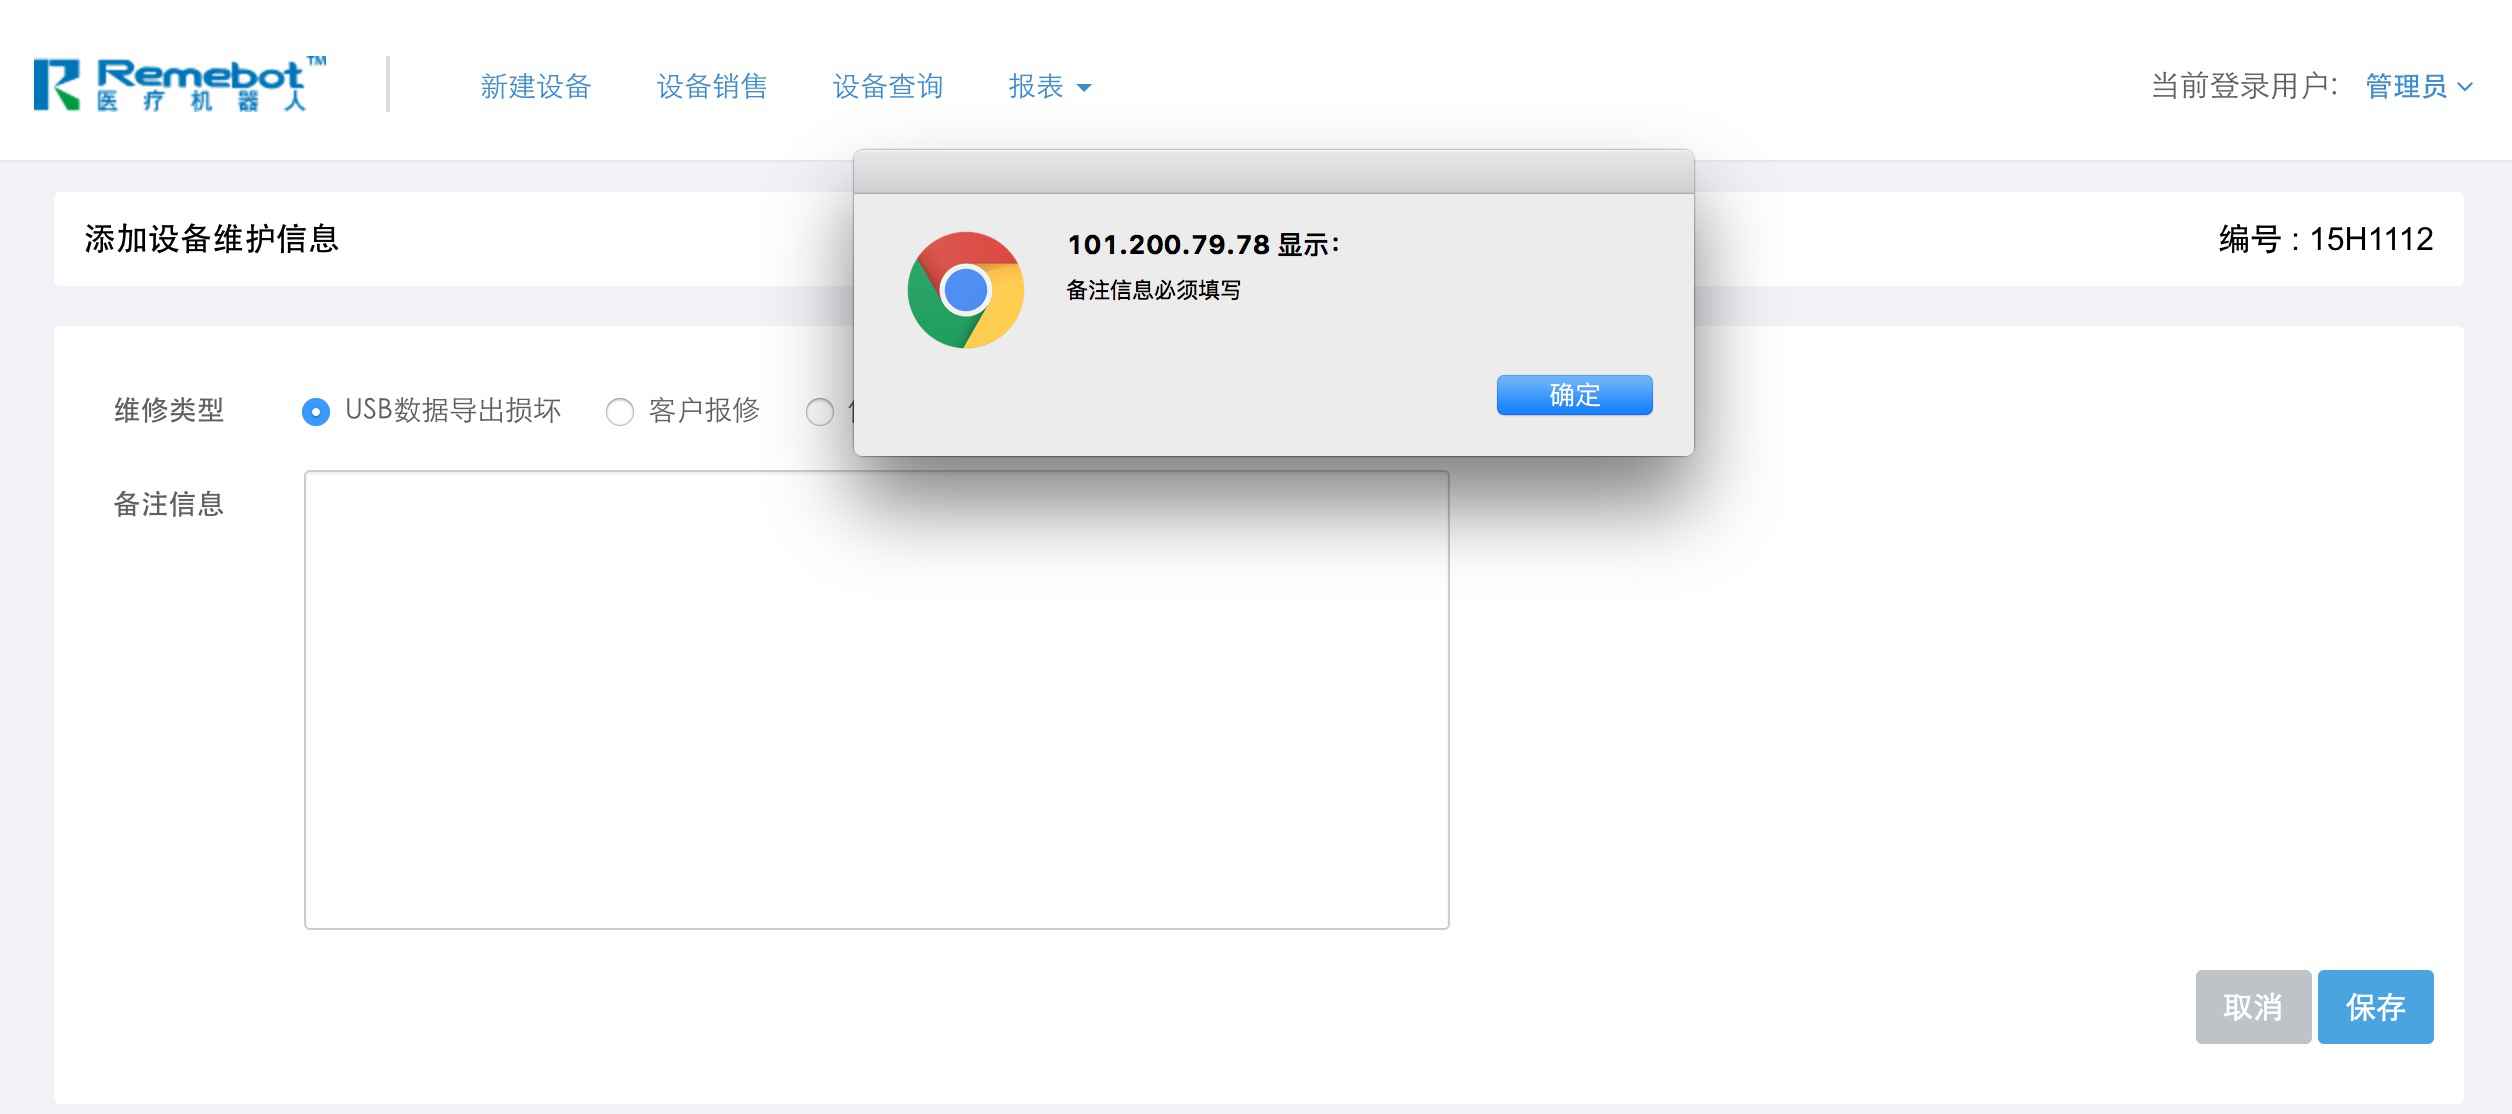 Remebot™
医疗机器人
新建设备 设备销售 设备查询 报表
当前登录用户: 管理员
101.200.79.78 显示：
备注信息必须填写
确定
添加设备维护信息
编号 : 15H1112
维修类型 USB数据导出损坏 客户报修
备注信息
取消 保存